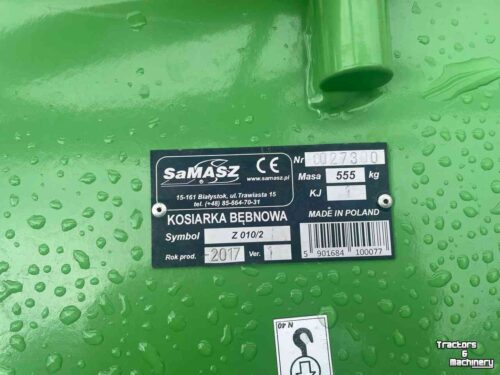 SaMASZ
CE
www.samasz.pl
15-161 Białystok, ul.Trawiasta 15
tel. (+48) 85-664-70-31
KOSIARKA BĘBNOWA
Symbol Z 010/2
Rok prod. 2017 Ver. 1
Nr
Masa 555 kg
KJ 1
MADE IN POLAND
5 901684 100077
N 40
Tractors
& Machinery